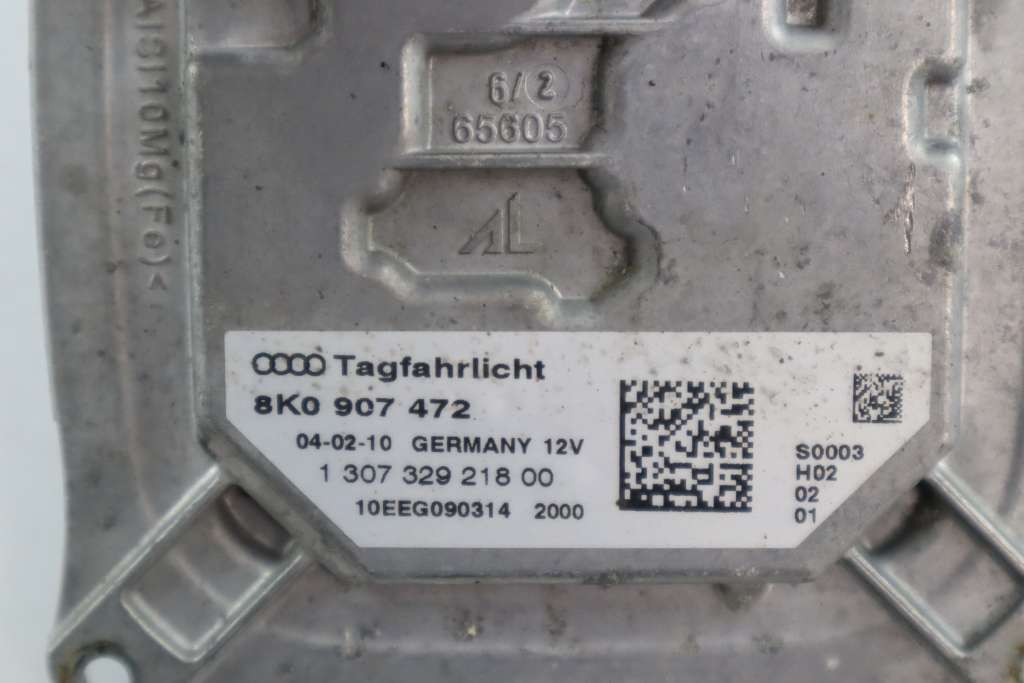 AlSi10Mg(Fe)<
6/2
65605
AL
Tagfahrlicht
8K0 907 472
04-02-10 GERMANY 12V
1 307 329 218 00
10EEG090314 2000
S0003
H02
02
01